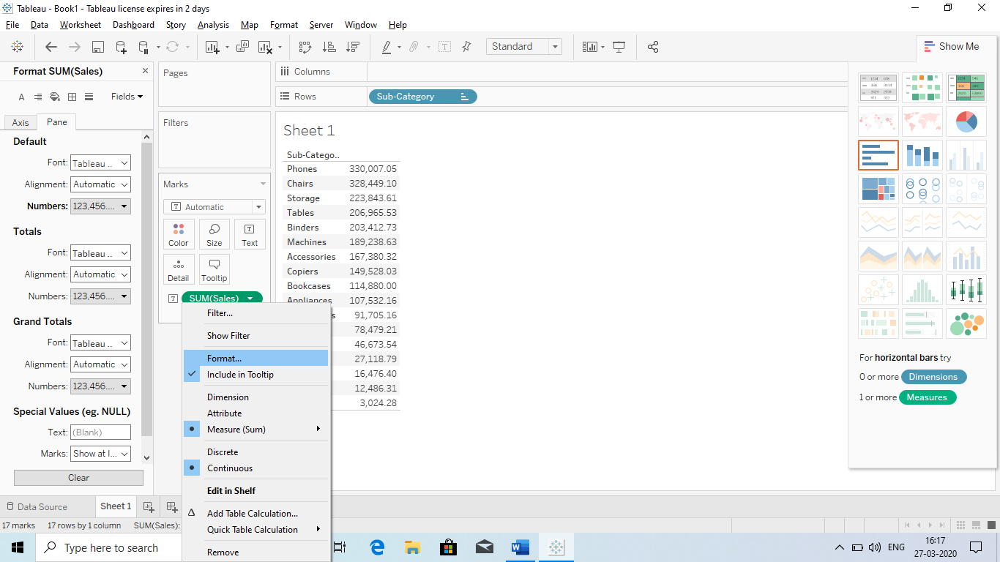 Tableau - Book1 - Tableau license expires in 2 days
File Data Worksheet Dashboard Story Analysis Map Format Server Window Help
Standard
Show Me
Format SUM(Sales)
Fields
Axis Pane
Default
Font: Tableau ..
Alignment: Automatic
Numbers: 123,456....
Totals
Font: Tableau ..
Alignment: Automatic
Numbers: 123,456....
Grand Totals
Font: Tableau ..
Alignment: Automatic
Numbers: 123,456....
Special Values (eg. NULL)
Text: (Blank)
Marks: Show at l...
Clear
Pages
Filters
Marks
Automatic
Color Size Text
Detail Tooltip
SUM(Sales)
Filter...
Show Filter
Format...
Include in Tooltip
Dimension
Attribute
Measure (Sum)
Discrete
Continuous
Edit in Shelf
Add Table Calculation...
Quick Table Calculation
Remove
Columns
Rows Sub-Category
Sheet 1
Sub-Catego..
Phones 330,007.05
Chairs 328,449.10
Storage 223,843.61
Tables 206,965.53
Binders 203,412.73
Machines 189,238.63
Accessories 167,380.32
Copiers 149,528.03
Bookcases 114,880.00
Appliances 107,532.16
s 91,705.16
78,479.21
46,673.54
27,118.79
16,476.40
12,486.31
3,024.28
For horizontal bars try
0 or more Dimensions
1 or more Measures
Data Source Sheet 1
17 marks 17 rows by 1 column SUM(Sales):
Type here to search
ENG
16:17
27-03-2020